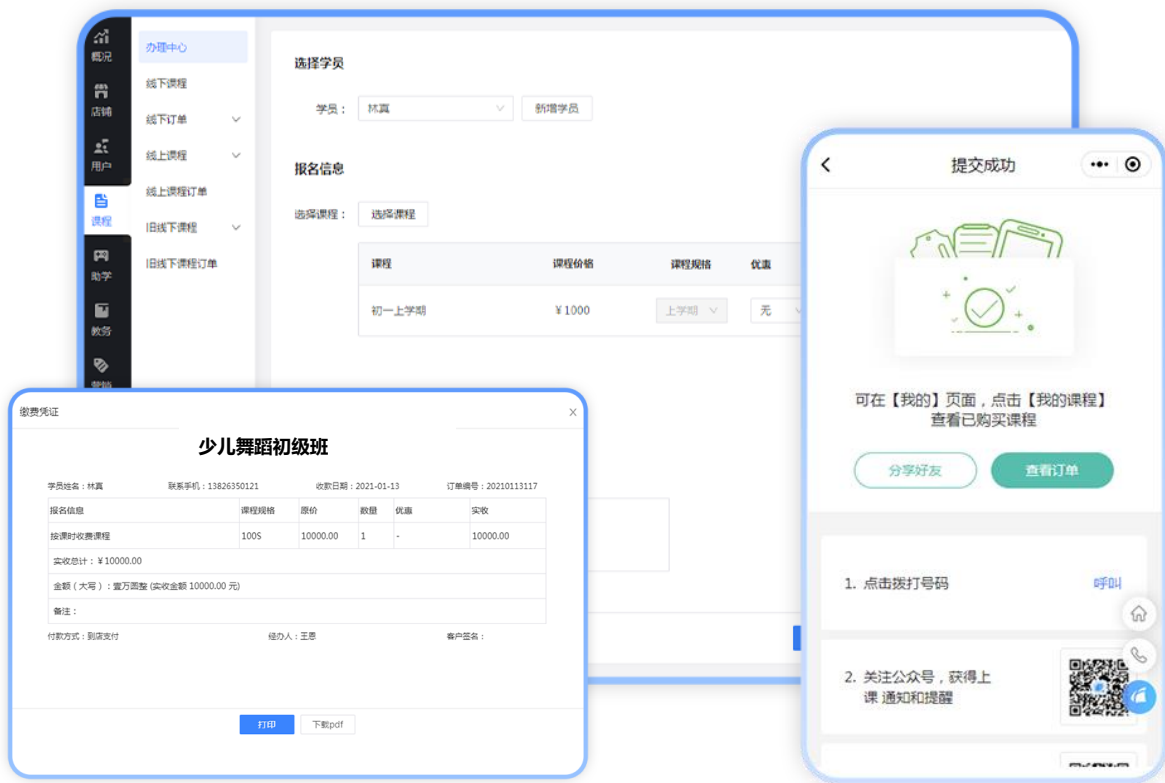 概况
店铺
用户
课程
助学
教务
营销
办理中心
线下课程
线下订单
线上课程
线上课程订单
旧线下课程
旧线下课程订单
选择学员
学员： 林真 新增学员
报名信息
选择课程： 选择课程
课程 课程价格 课程规格 优惠
初一上学期 ¥1000 上学期 无
缴费凭证 X
少儿舞蹈初级班
学员姓名：林真 联系手机：13826350121 收款日期：2021-01-13 订单编号：20210113117
报名信息 课程规格 原价 数量 优惠 实收
按课时收费课程 100S 10000.00 1 - 10000.00
实收总计：¥10000.00
金额（大写）：壹万圆整 (实收金额 10000.00 元)
备注：
付款方式：到店支付 经办人：王恩 客户签名：
打印 下载pdf
提交成功
可在【我的】页面，点击【我的课程】
查看已购买课程
分享好友 查看订单
1. 点击拨打号码 呼叫
2. 关注公众号，获得上
课 通知和提醒